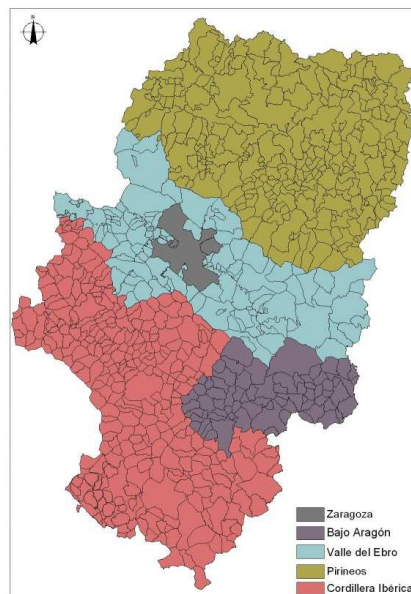 Zaragoza
Bajo Aragón
Valle del Ebro
Pirineos
Cordillera Ibérica